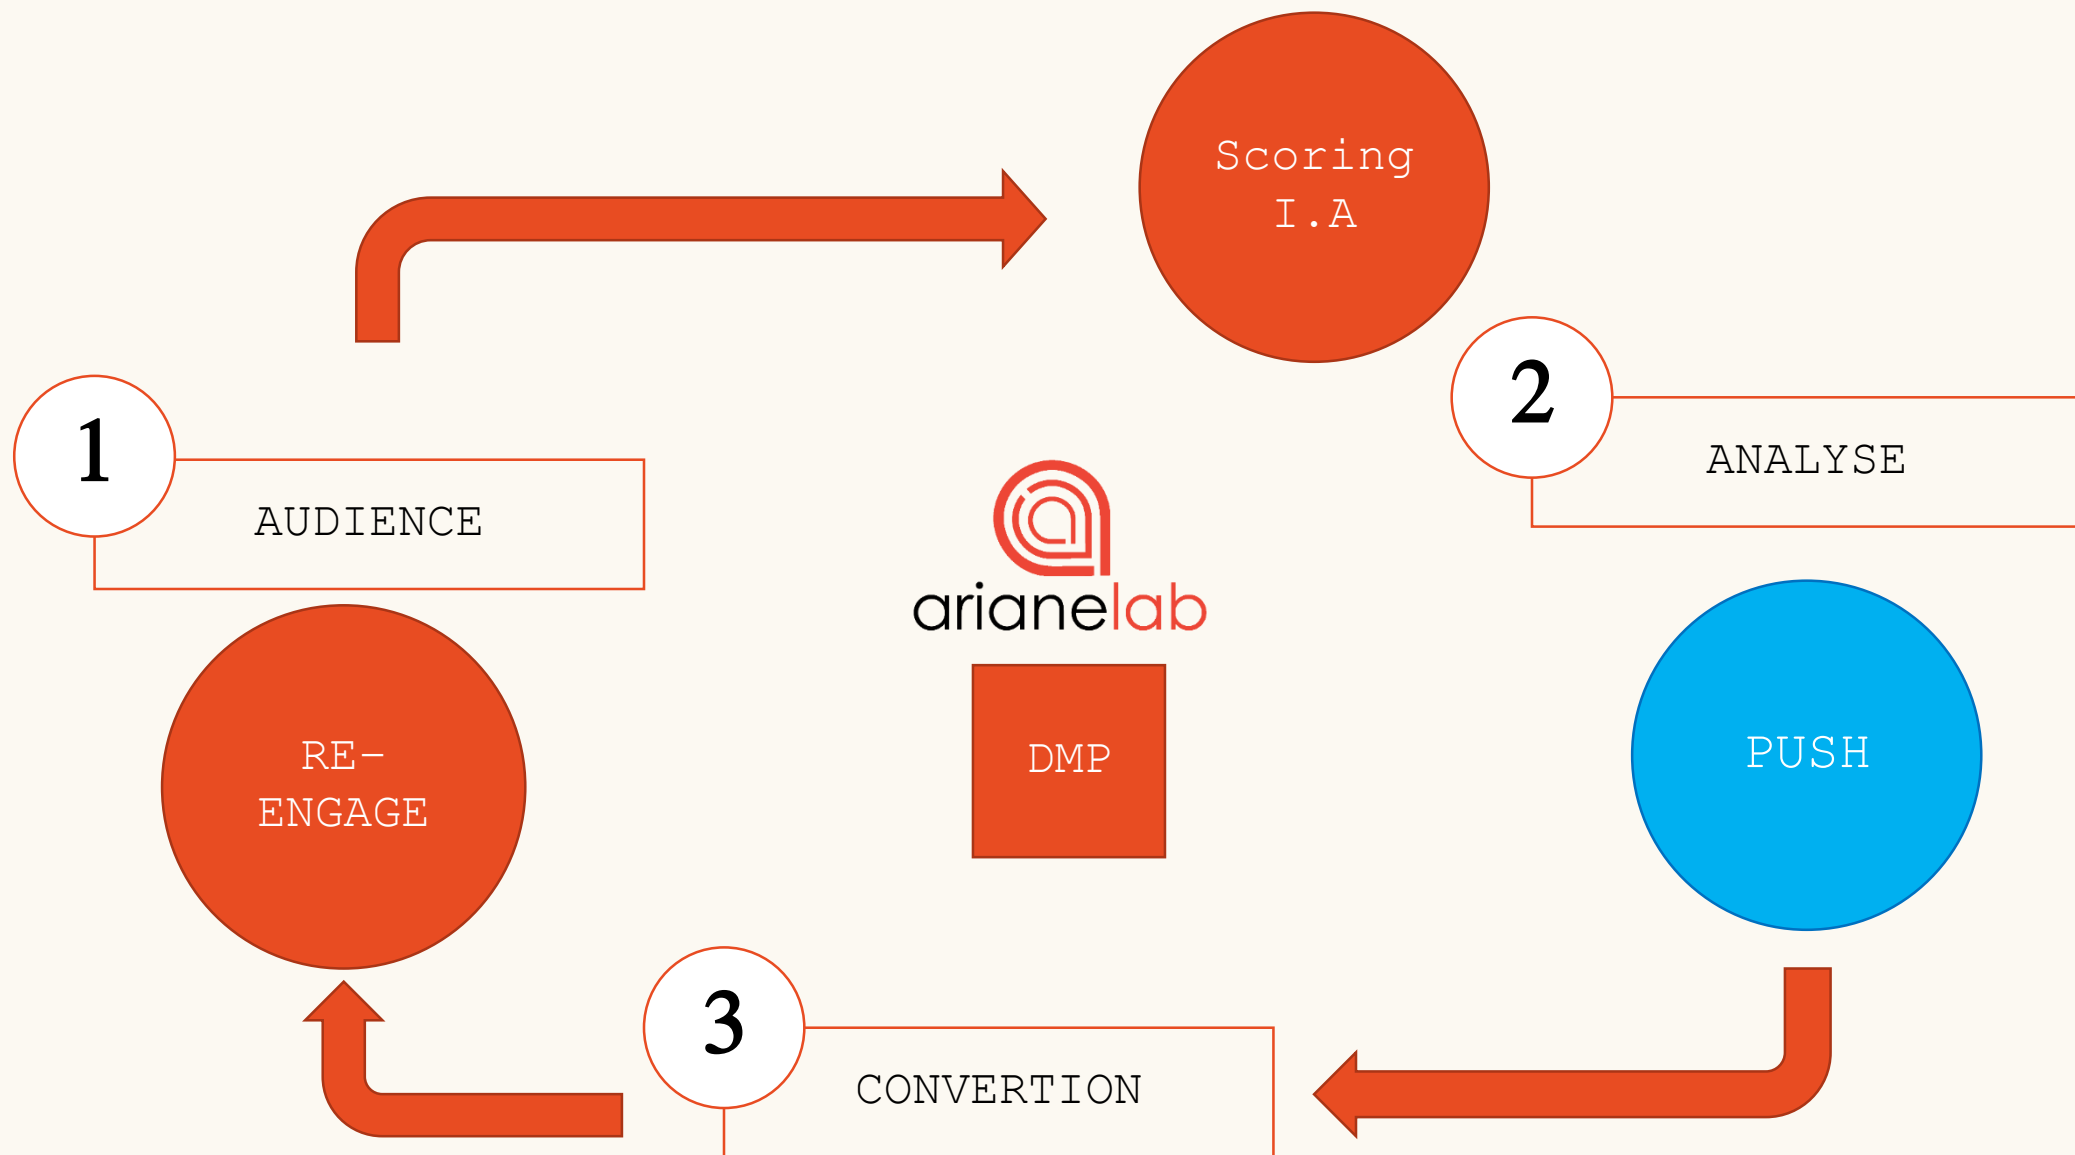 Scoring
I.A
1
AUDIENCE
2
ANALYSE
arianelab
DMP
RE-
ENGAGE
PUSH
3
CONVERTION